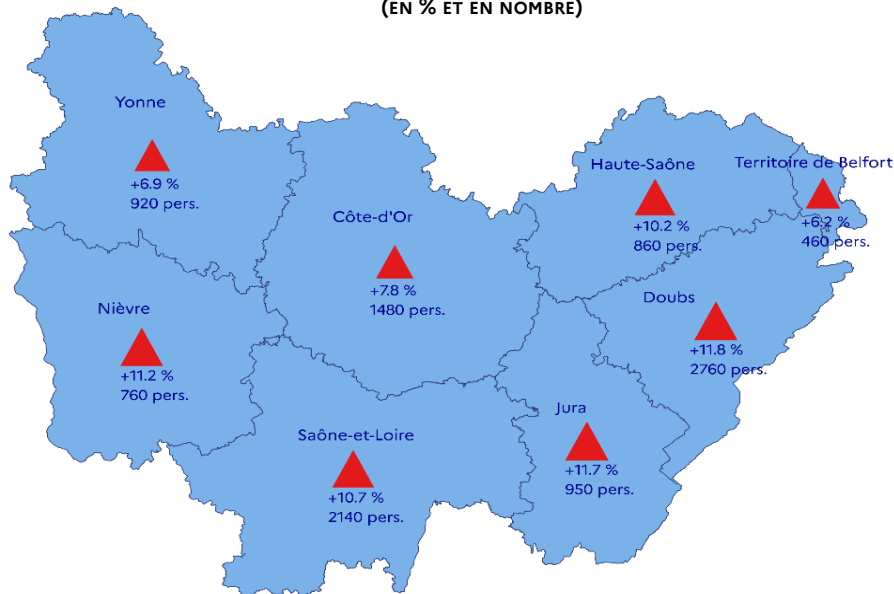 (EN % ET EN NOMBRE)
Yonne
+6.9 %
920 pers.
Côte-d'Or
+7.8 %
1480 pers.
Haute-Saône
+10.2 %
860 pers.
Territoire de Belfort
+6.2 %
460 pers.
Nièvre
+11.2 %
760 pers.
Doubs
+11.8 %
2760 pers.
Saône-et-Loire
+10.7 %
2140 pers.
Jura
+11.7 %
950 pers.